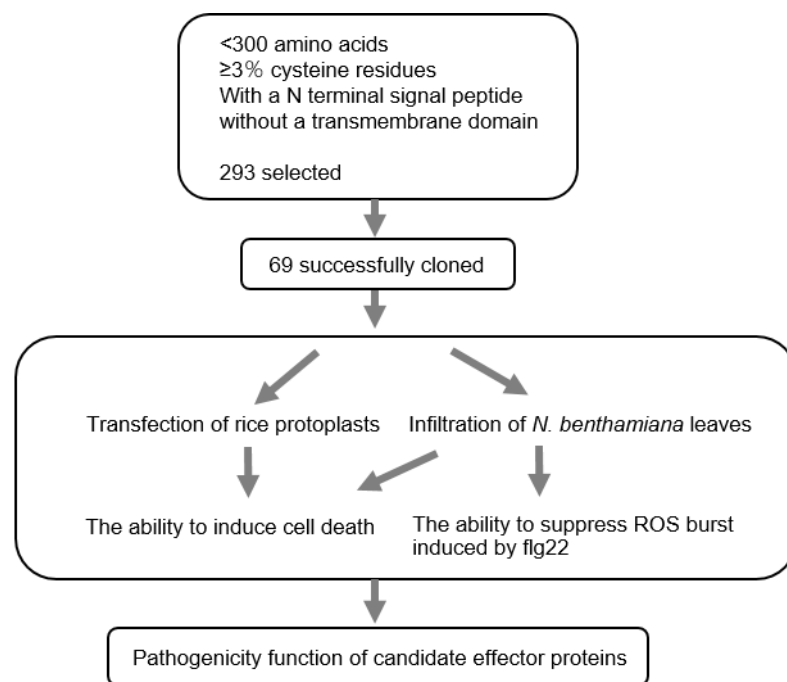 <300 amino acids
≥3% cysteine residues
With a N terminal signal peptide
without a transmembrane domain
293 selected
69 successfully cloned
Transfection of rice protoplasts
Infiltration of N. benthamiana leaves
The ability to induce cell death
The ability to suppress ROS burst
induced by flg22
Pathogenicity function of candidate effector proteins